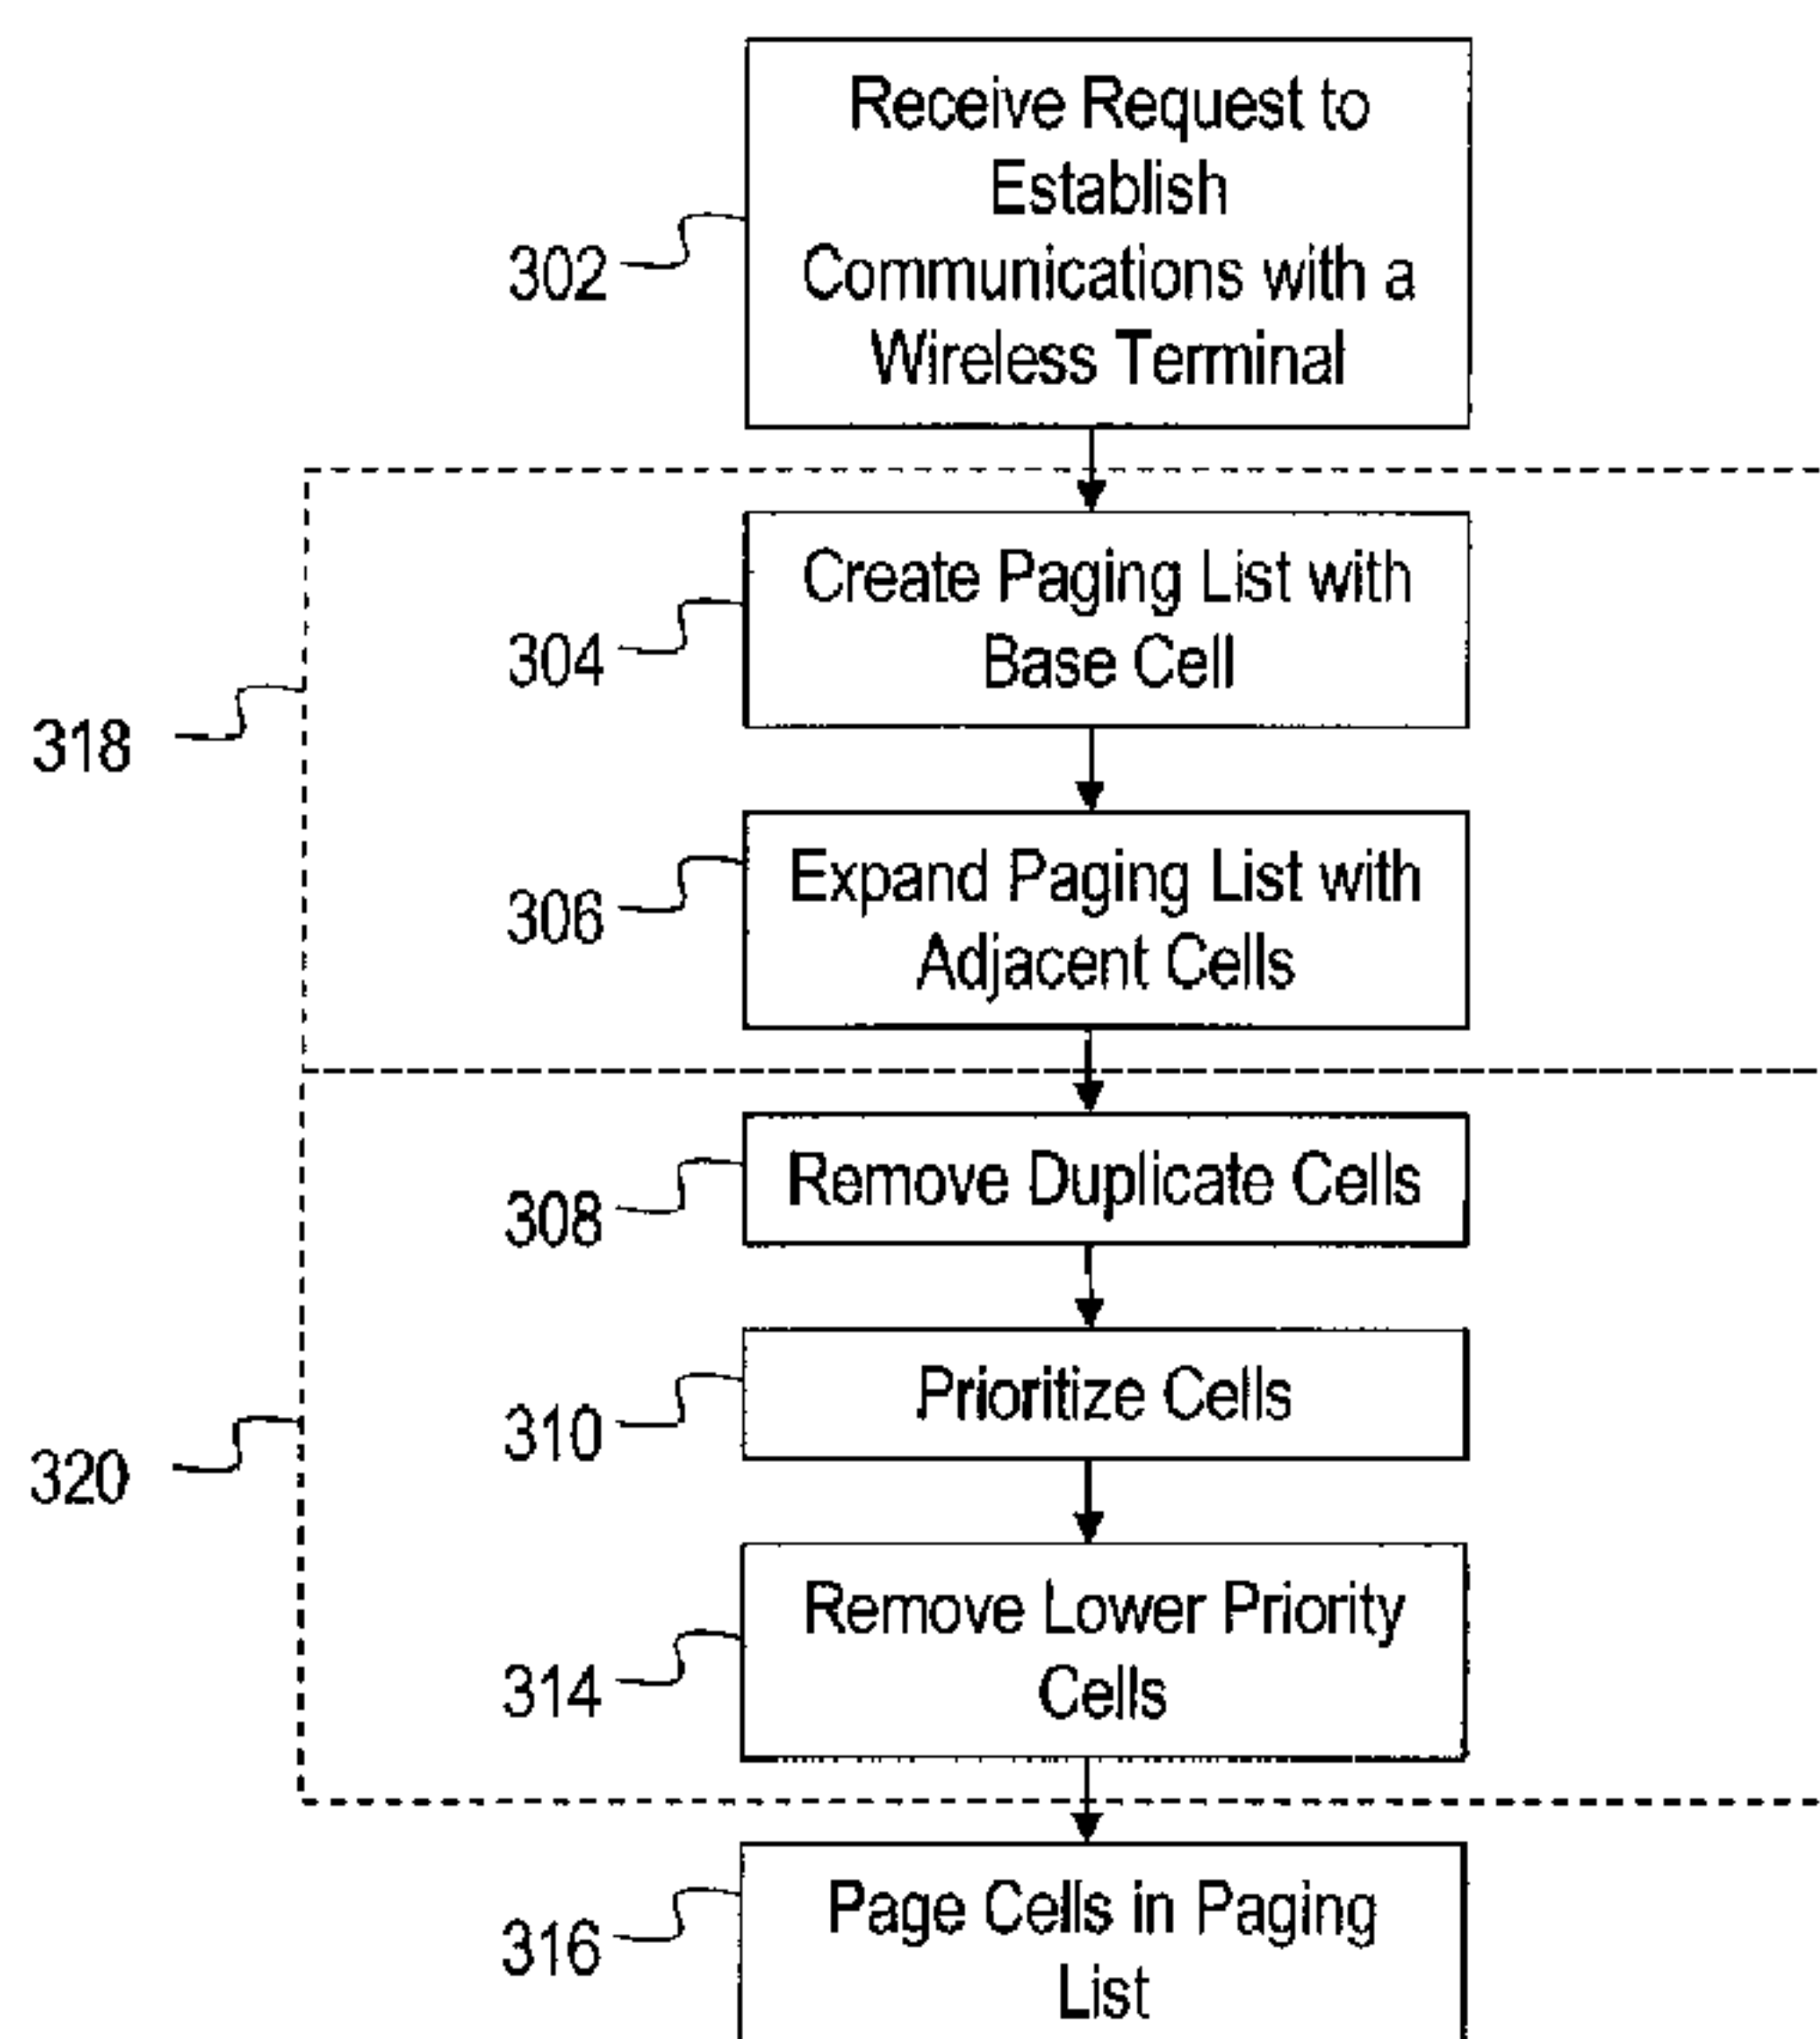 Receive Request to
Establish
Communications with a
Wireless Terminal
302
Create Paging List with
Base Cell
304
318
Expand Paging List with
Adjacent Cells
306
Remove Duplicate Cells
308
Prioritize Cells
310
320
Remove Lower Priority
Cells
314
Page Cells in Paging
List
316